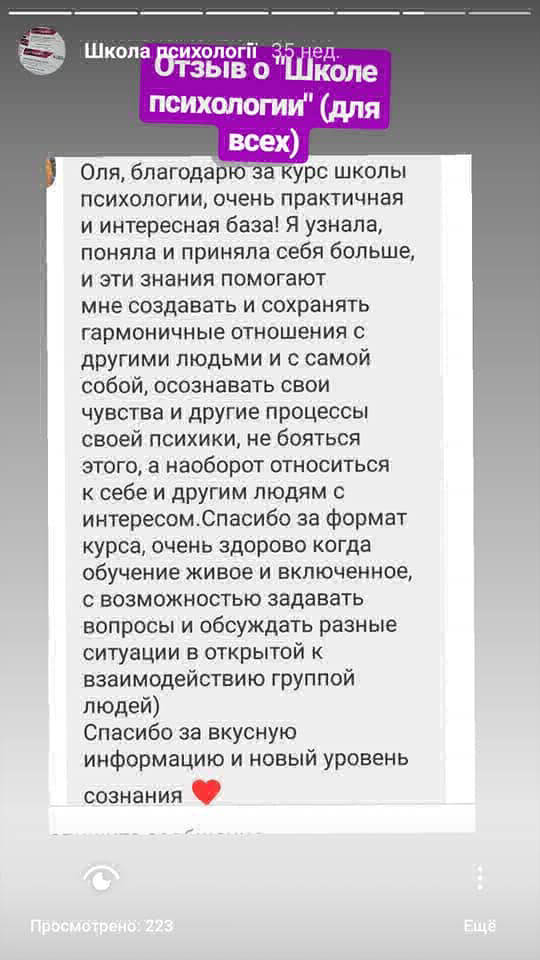 Школа психології 35 нед.
Отзыв о "Школе
психологии" (для
всех)
Оля, благодарю за курс школы
психологии, очень практичная
и интересная база! Я узнала,
поняла и приняла себя больше,
и эти знания помогают
мне создавать и сохранять
гармоничные отношения с
другими людьми и с самой
собой, осознавать свои
чувства и другие процессы
своей психики, не бояться
этого, а наоборот относиться
к себе и другим людям с
интересом.Спасибо за формат
курса, очень здорово когда
обучение живое и включенное,
с возможностью задавать
вопросы и обсуждать разные
ситуации в открытой к
взаимодействию группой
людей)
Спасибо за вкусную
информацию и новый уровень
сознания ❤️
Просмотрено: 223
Ещё